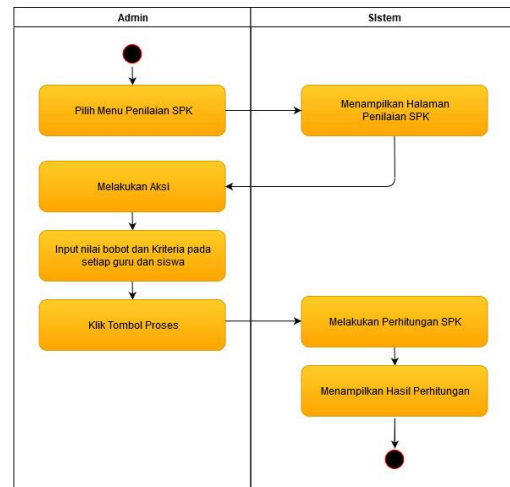 Admin
SIstem
Pilih Menu Penilaian SPK
Menampilkan Halaman
Penilaian SPK
Melakukan Aksi
Input nilai bobot dan Kriteria pada
setiap guru dan siswa
Klik Tombol Proses
Melakukan Perhitungan SPK
Menampilkan Hasil Perhitungan